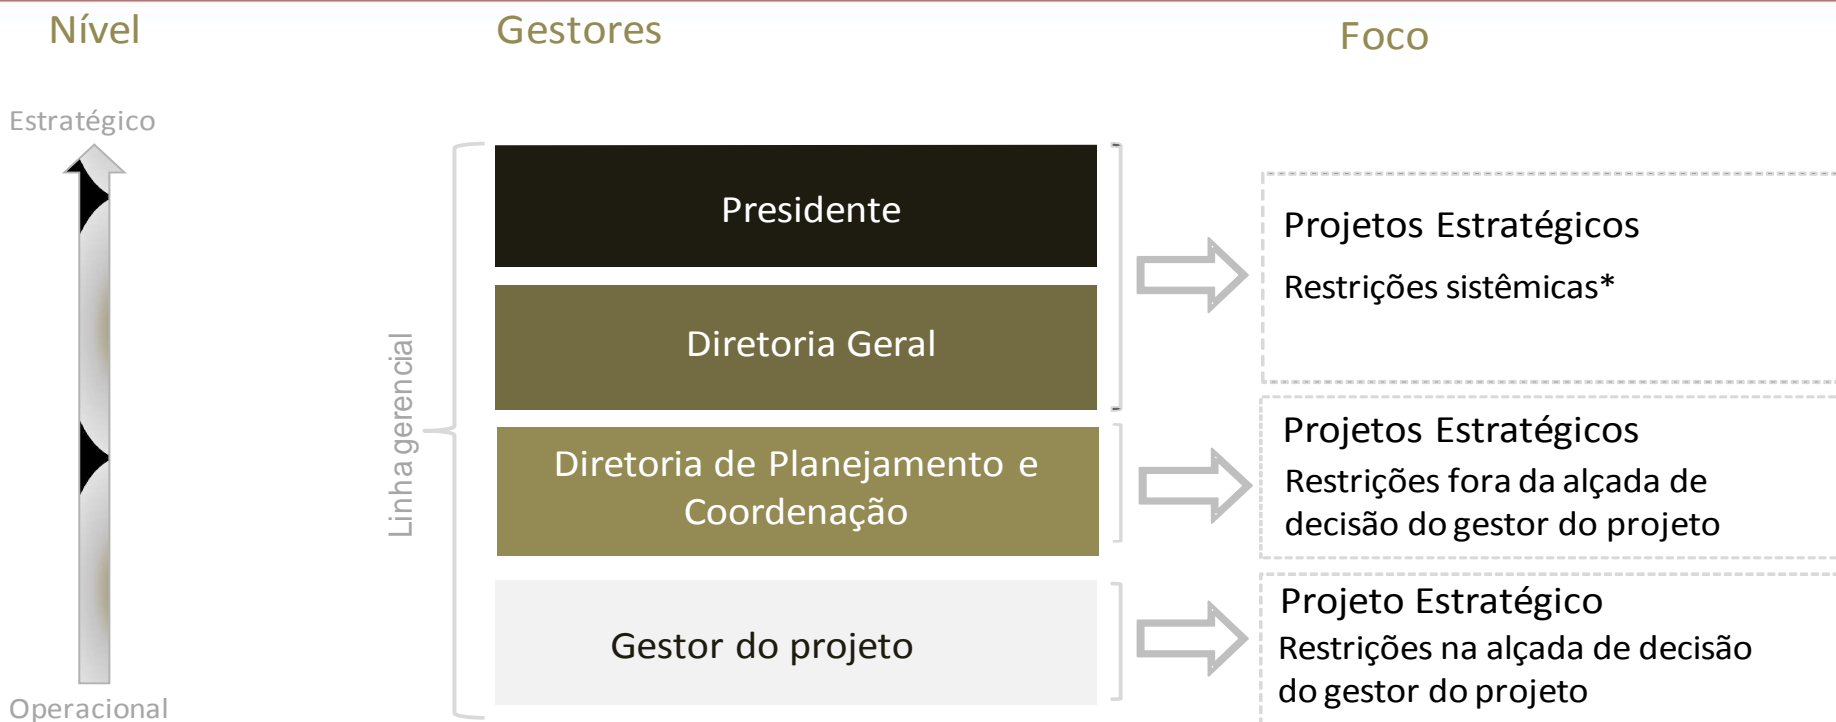 Nível
Gestores
Foco
Estratégico
Operacional
Linha gerencial
Presidente
Diretoria Geral
Diretoria de Planejamento e
Coordenação
Gestor do projeto
Projetos Estratégicos
Restrições sistêmicas*
Projetos Estratégicos
Restrições fora da alçada de
decisão do gestor do projeto
Projeto Estratégico
Restrições na alçada de decisão
do gestor do projeto